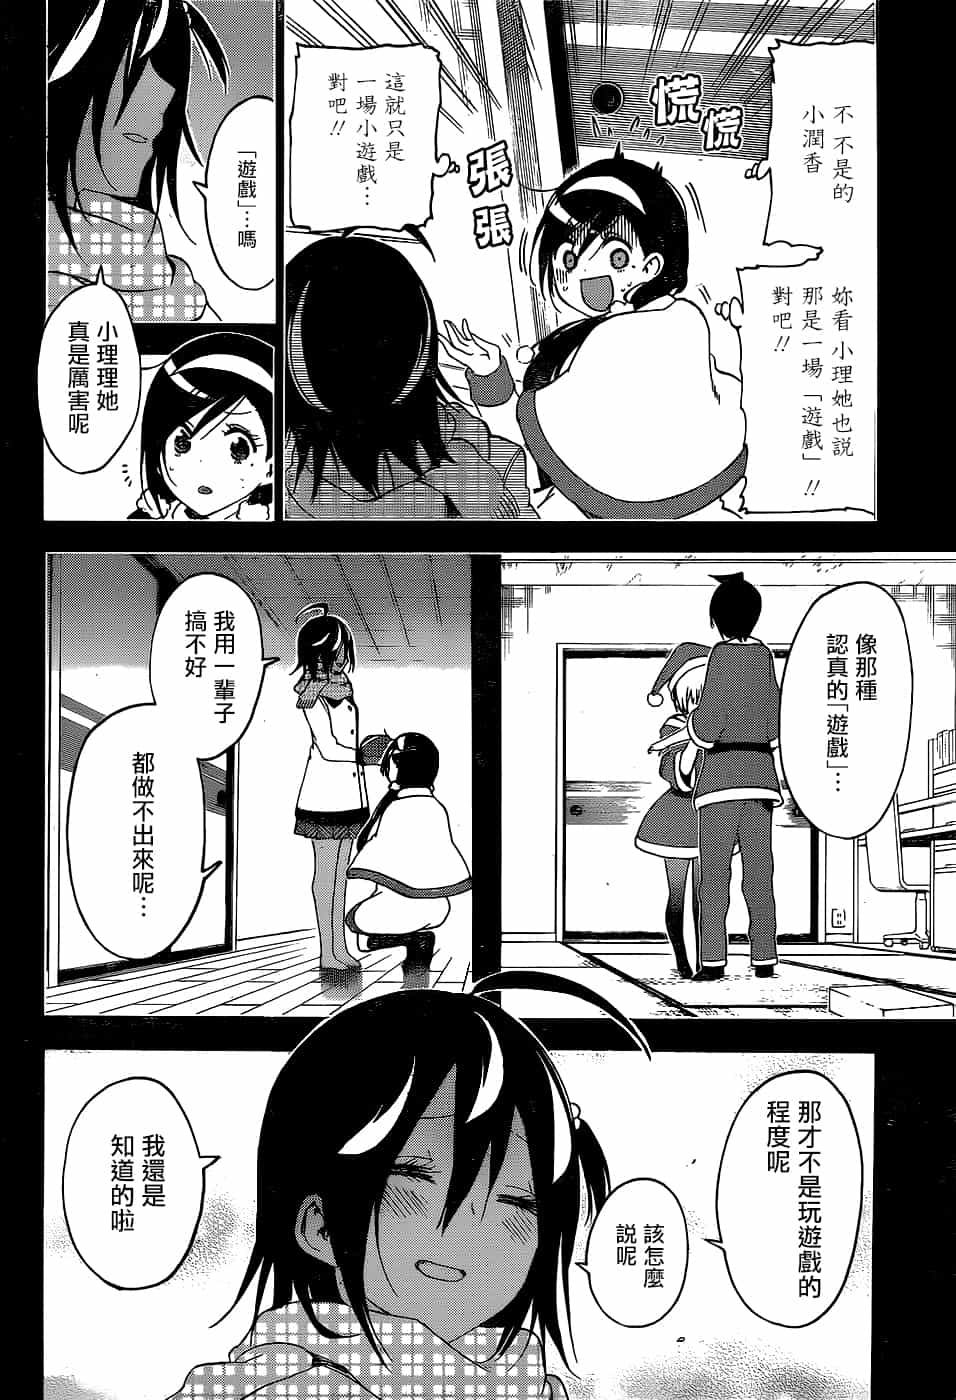 不 不是的
小潤香
妳看 小理她也説
那是一場「遊戲」
對吧!!
!!
慌
慌
張
張
這就只是
一場小遊戲…
對吧!!
「遊戲」…嗎
小理理她
真是厲害呢
像那種
認真的「遊戲」…
我用一輩子
搞不好
都做不出來呢…
那才不是玩遊戲的
程度呢
該怎麼
説呢
我還是
知道的啦